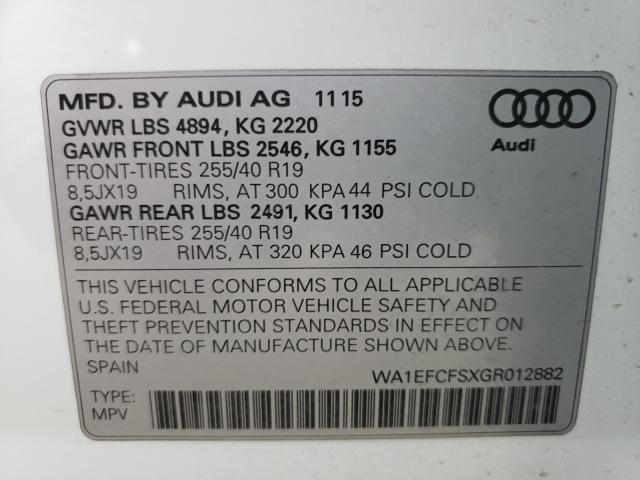 MFD. BY AUDI AG 11 15
GVWR LBS 4894, KG 2220
GAWR FRONT LBS 2546, KG 1155
FRONT-TIRES 255/40 R19
8,5JX19 RIMS, AT 300 KPA 44 PSI COLD
GAWR REAR LBS 2491, KG 1130
REAR-TIRES 255/40 R19
8,5JX19 RIMS, AT 320 KPA 46 PSI COLD
Audi
THIS VEHICLE CONFORMS TO ALL APPLICABLE
U.S. FEDERAL MOTOR VEHICLE SAFETY AND
THEFT PREVENTION STANDARDS IN EFFECT ON
THE DATE OF MANUFACTURE SHOWN ABOVE.
SPAIN
WA1EFCFSXGR012882
TYPE:
MPV